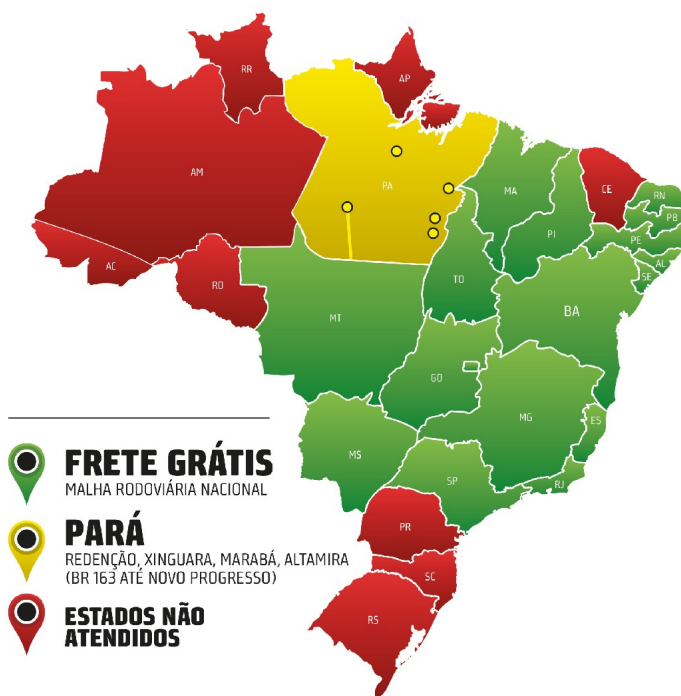 RR
AP
AM
PA
MA
CE
RN
PB
PI
PE
AL
SE
AC
RO
TO
BA
MT
GO
MG
ES
MS
SP
RJ
PR
SC
RS
FRETE GRÁTIS
MALHA RODOVIÁRIA NACIONAL
PARÁ
REDENÇÃO, XINGUARA, MARABÁ, ALTAMIRA
(BR 163 ATÉ NOVO PROGRESSO)
ESTADOS NÃO
ATENDIDOS